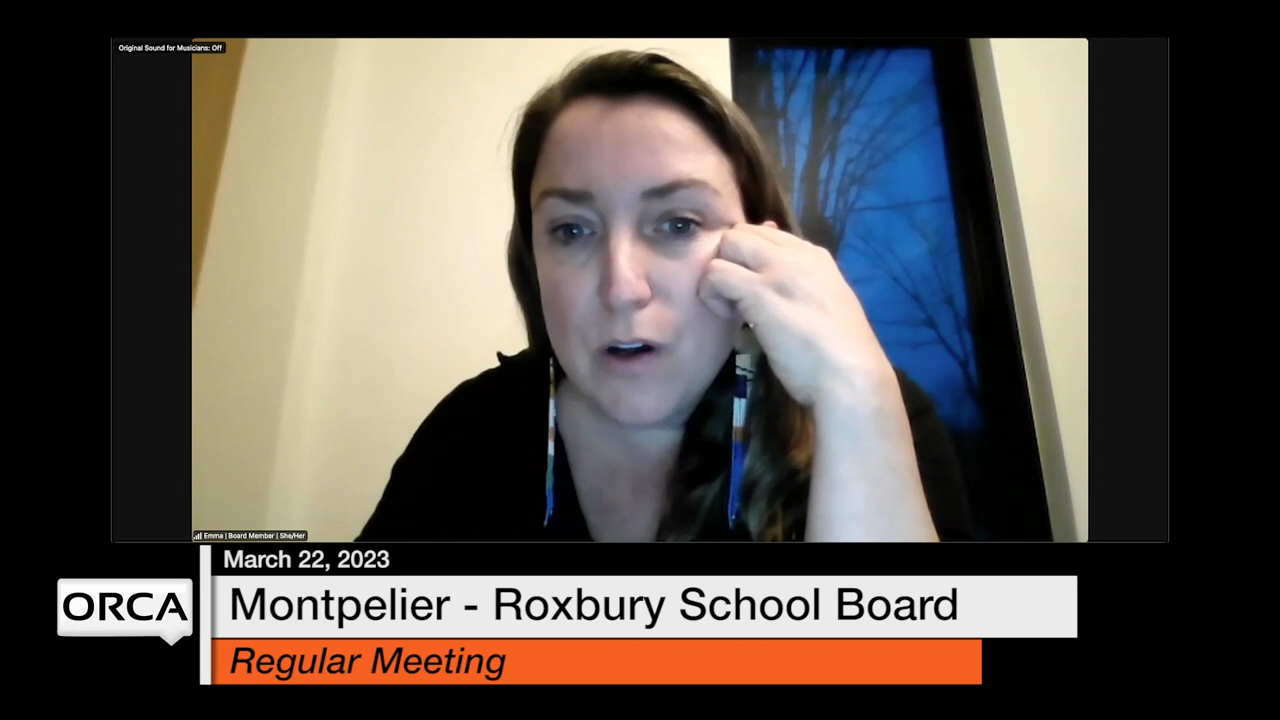 Original Sound for Musicians: Off
Emma | Board Member | She/Her
March 22, 2023
ORCA
Montpelier - Roxbury School Board
Regular Meeting